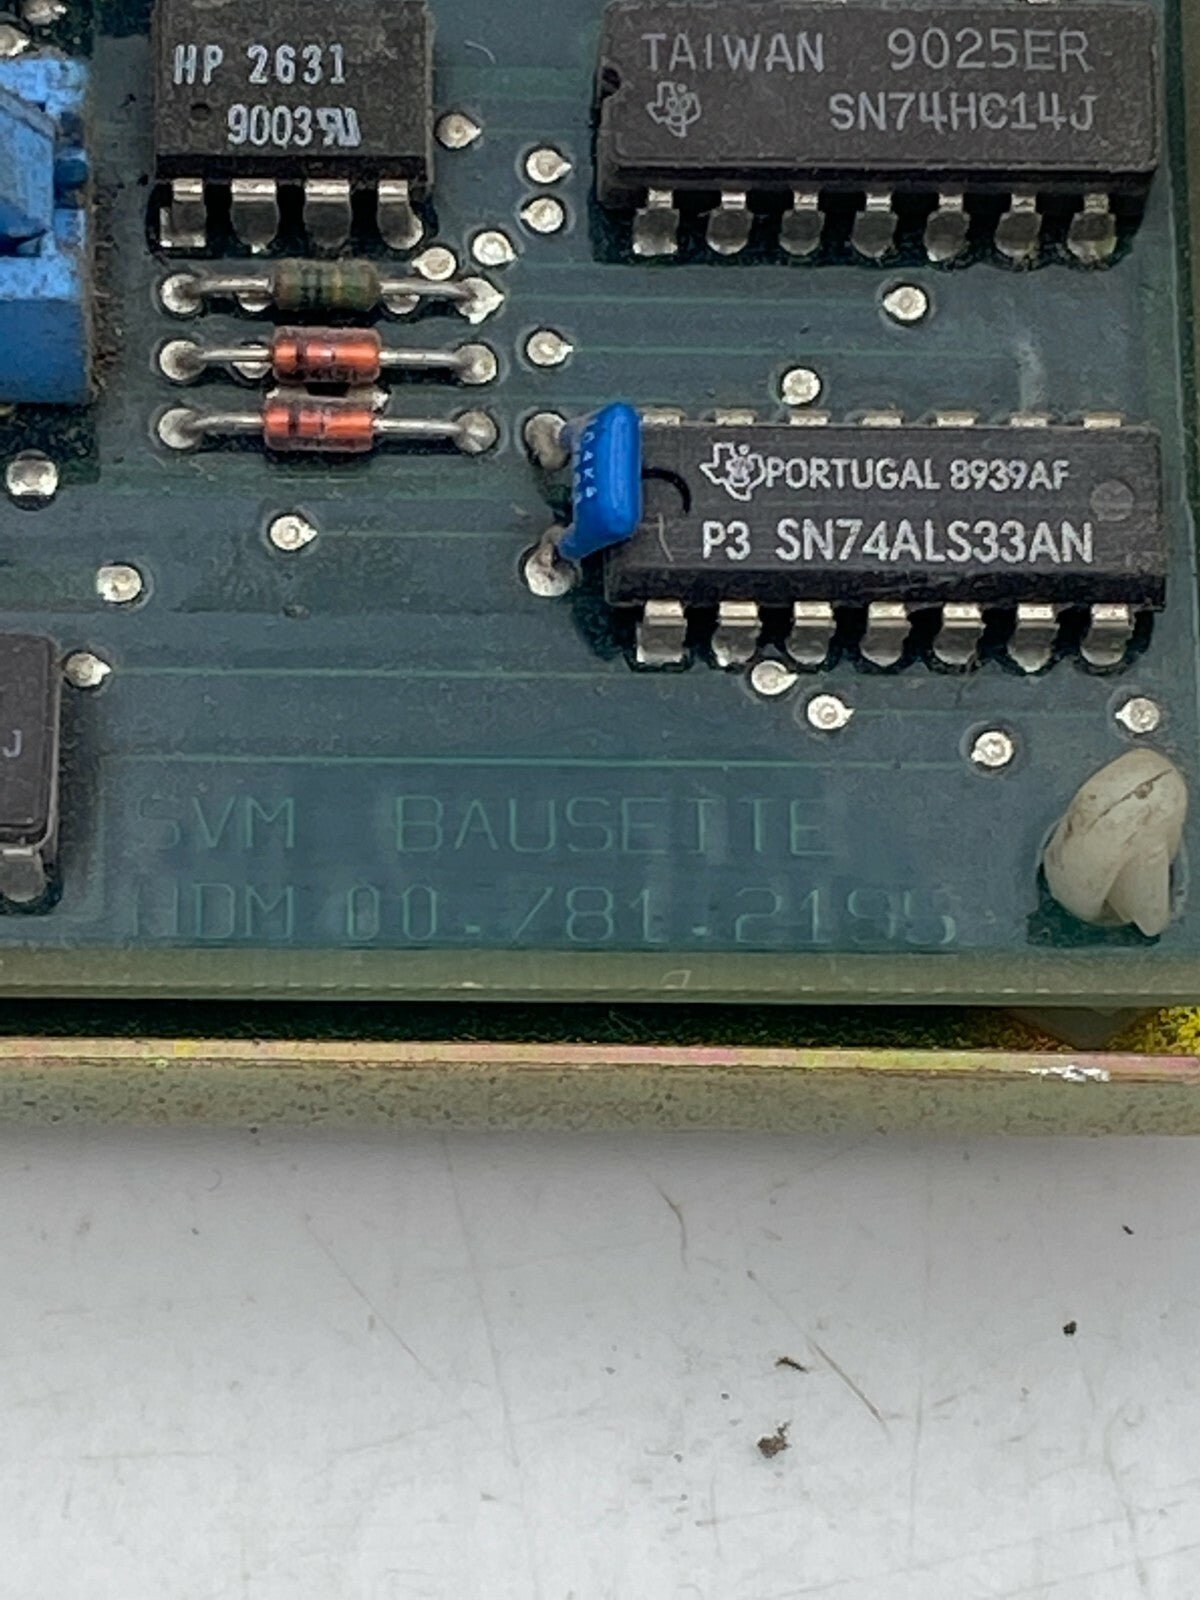 HP 2631
9003
TAIWAN 9025ER
SN74HC14J
PORTUGAL 8939AF
P3 SN74ALS33AN
J
SVM BAUSEITE
HDM 00.781.2195